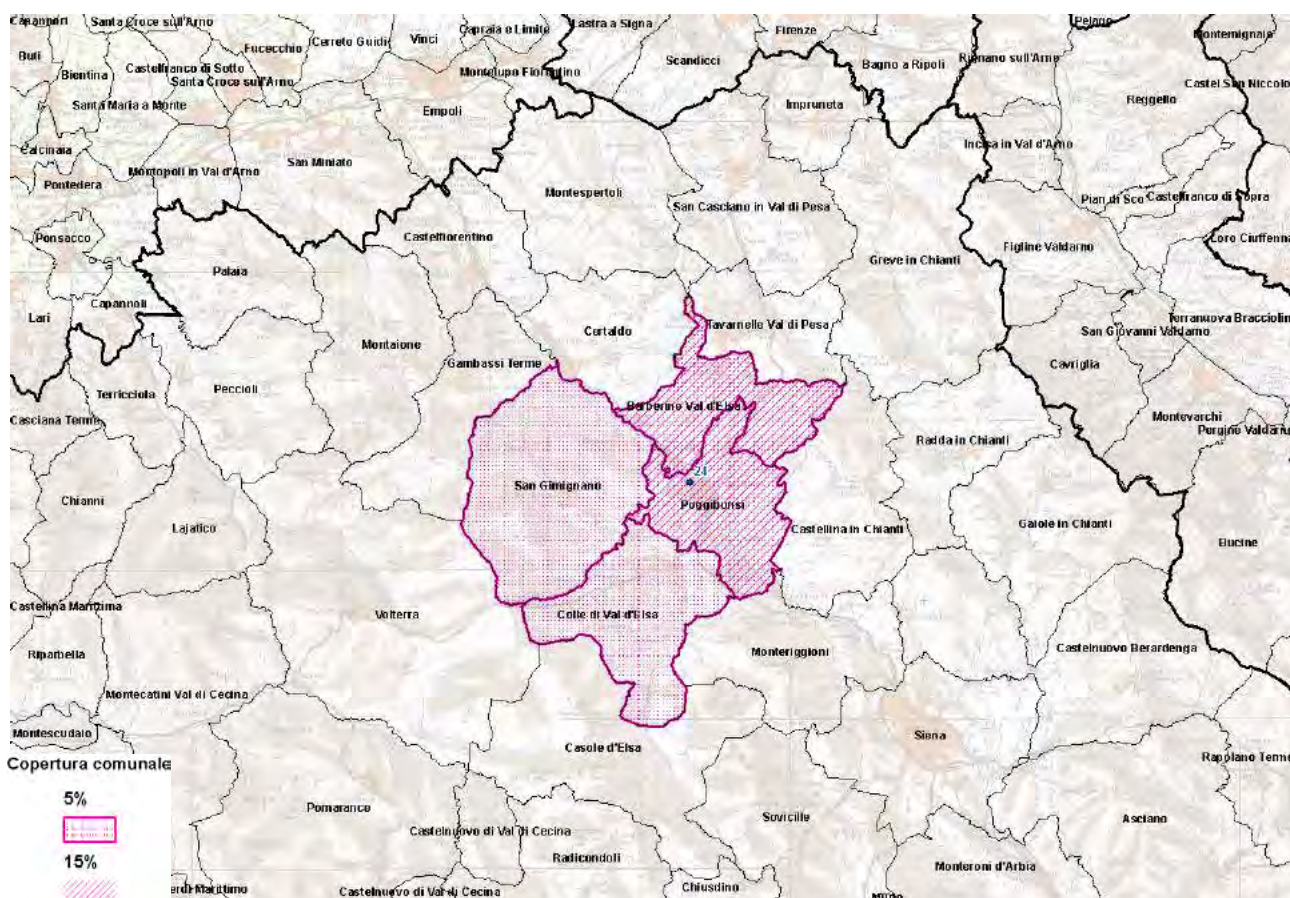 Capannori
Santa Croce sull'Arno
Fucecchio
Cerreto Guidi
Vinci
Capraia e Limite
Lastra a Signa
Firenze
Pelago
Montemignaio
Buti
Bientina
Castelfranco di Sotto
Santa Croce sull'Arno
Montelupo Fiorentino
Scandicci
Bagno a Ripoli
Rignano sull'Arno
Castel San Niccolo
Santa Maria a Monte
Empoli
Impruneta
Reggello
Calcinaia
Montopoli in Val d'Arno
San Miniato
Incisa in Val d'Arno
Pontedera
Montespertoli
San Casciano in Val di Pesa
Pian di Sco
Castelfranco di Sopra
Ponsacco
Castelfiorentino
Figline Valdarno
Loro Ciuffenna
Palaia
Greve in Chianti
Capannoli
Lari
Certaldo
Tavarnelle Val di Pesa
Terranuova Bracciolin
San Giovanni Valdarno
Montaione
Gambassi Terme
Cavriglia
Peccioli
Terricciola
Barberino Val d'Elsa
Montevarchi
Casciana Terme
Radda in Chianti
Pergine Valdarno
Chianni
San Gimignano
24
Poggibonsi
Lajatico
Castellina in Chianti
Gaiole in Chianti
Bucine
Castellina Marittima
Volterra
Colle di Val d'Elsa
Riparbella
Monteriggioni
Castelnuovo Berardenga
Montecatini Val di Cecina
Montescudaio
Siena
Casole d'Elsa
Rapolano Terme
Copertura comunale
5%
15%
Pomarance
Castelnuovo di Val di Cecina
Sovicille
Asciano
Radicondoli
Monteroni d'Arbia
Castelnuovo di Val di Cecina
Chiusdino